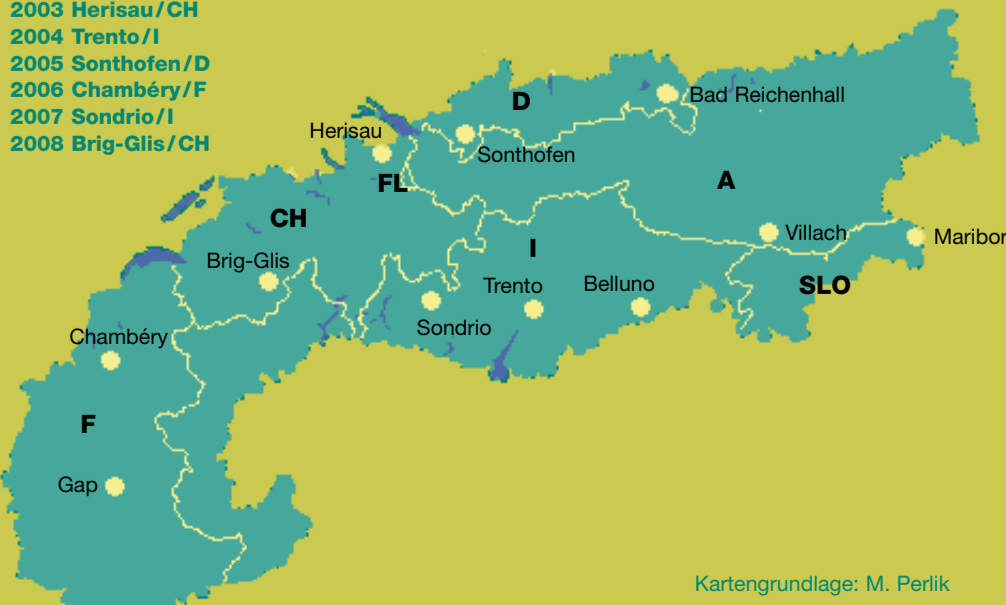 2003 Herisau/CH
2004 Trento/I
2005 Sonthofen/D
2006 Chambéry/F
2007 Sondrio/I
2008 Brig-Glis/CH
D
Bad Reichenhall
Herisau
Sonthofen
FL
A
CH
Villach
Maribor
I
Brig-Glis
Trento
Belluno
SLO
Sondrio
Chambéry
F
Gap
Kartengrundlage: M. Perlik